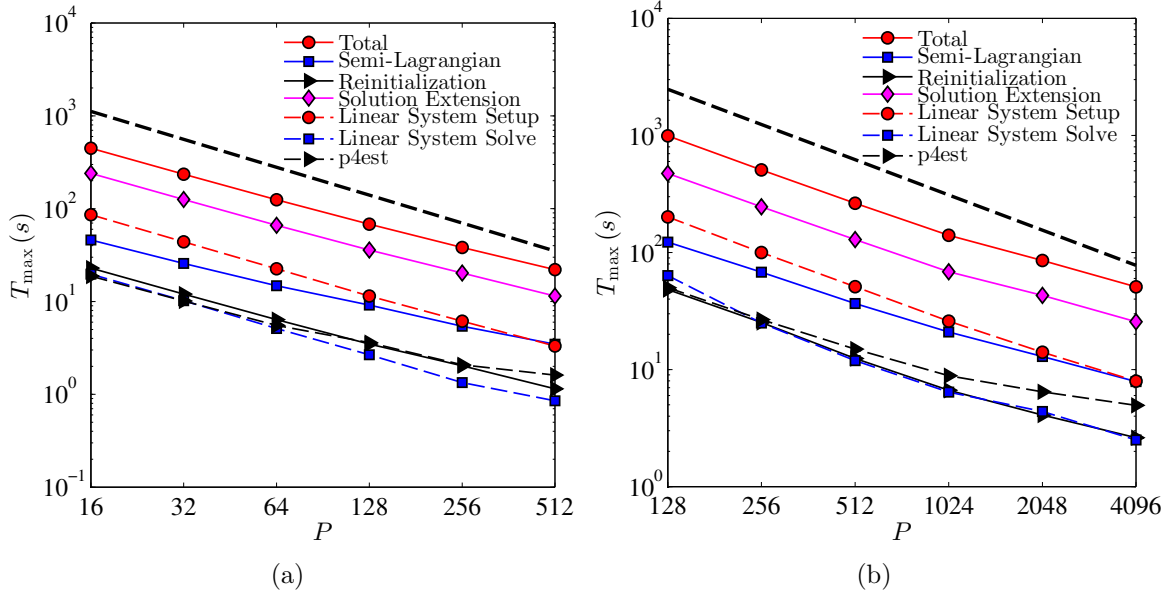 10^4
10^3
10^2
10^1
10^0
10^{-1}
T_max (s)
Total
Semi-Lagrangian
Reinitialization
Solution Extension
Linear System Setup
Linear System Solve
p4est
16 32 64 128 256 512
P
(a)
10^4
10^3
10^2
10^1
10^0
T_max (s)
Total
Semi-Lagrangian
Reinitialization
Solution Extension
Linear System Setup
Linear System Solve
p4est
128 256 512 1024 2048 4096
P
(b)